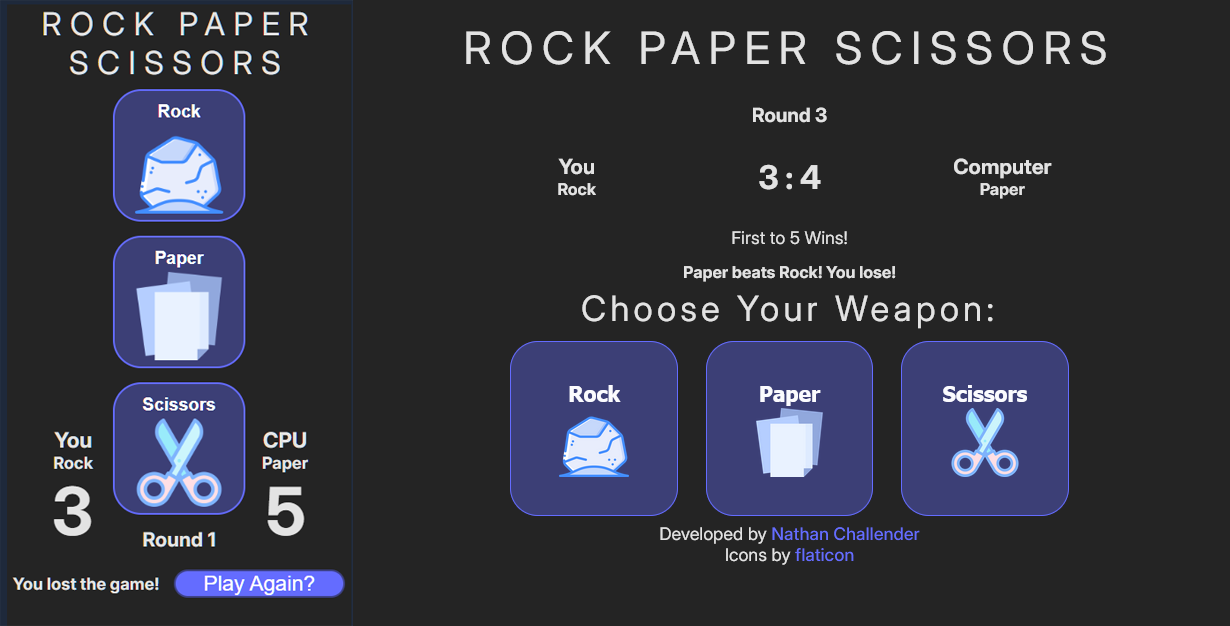 ROCK PAPER
SCISSORS
Rock
Paper
Scissors
You
Rock
3
CPU
Paper
5
Round 1
You lost the game!
Play Again?
ROCK PAPER SCISSORS
Round 3
You
Rock
3 : 4
Computer
Paper
First to 5 Wins!
Paper beats Rock! You lose!
Choose Your Weapon:
Rock
Paper
Scissors
Developed by Nathan Challender
Icons by flaticon